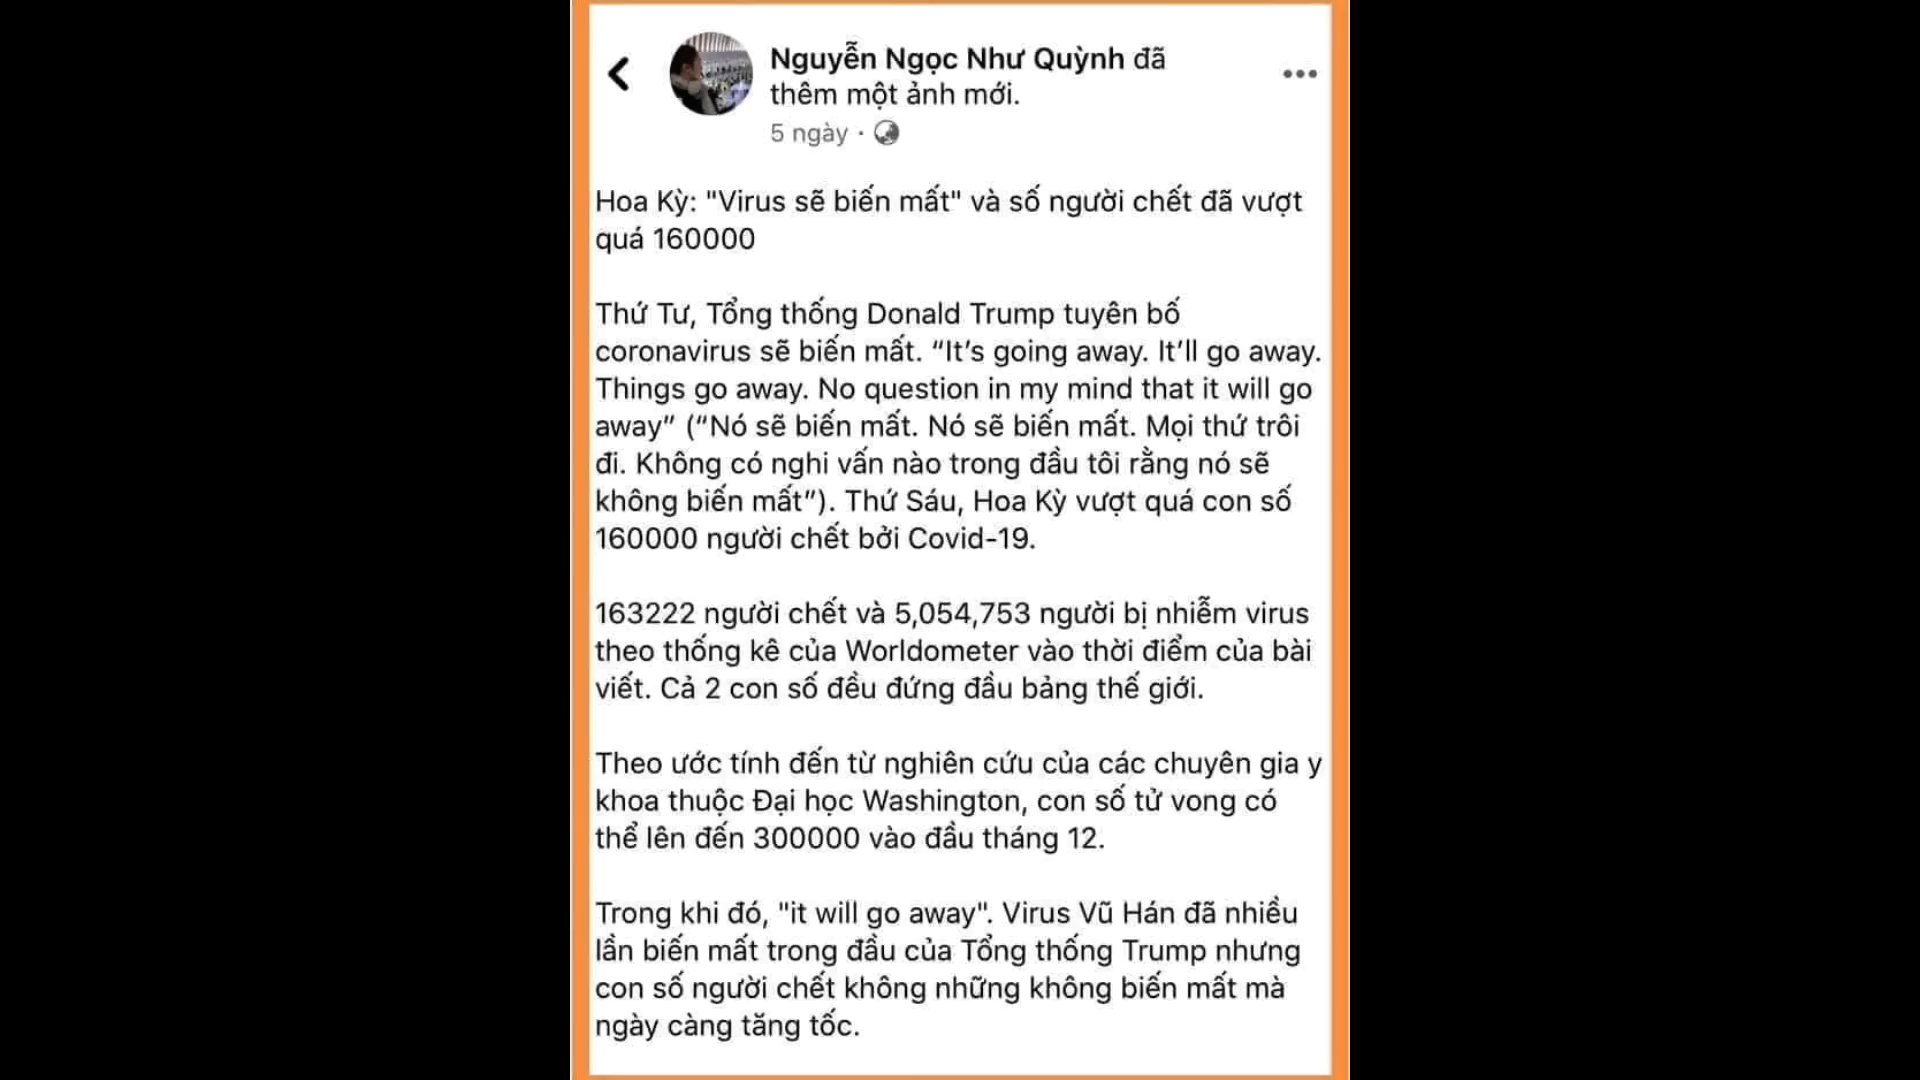 Nguyễn Ngọc Như Quỳnh đã
thêm một ảnh mới.
5 ngày ·
Hoa Kỳ: "Virus sẽ biến mất" và số người chết đã vượt
quá 160000
Thứ Tư, Tổng thống Donald Trump tuyên bố
coronavirus sẽ biến mất. “It’s going away. It’ll go away.
Things go away. No question in my mind that it will go
away” (“Nó sẽ biến mất. Nó sẽ biến mất. Mọi thứ trôi
đi. Không có nghi vấn nào trong đầu tôi rằng nó sẽ
không biến mất”). Thứ Sáu, Hoa Kỳ vượt quá con số
160000 người chết bởi Covid-19.
163222 người chết và 5,054,753 người bị nhiễm virus
theo thống kê của Worldometer vào thời điểm của bài
viết. Cả 2 con số đều đứng đầu bảng thế giới.
Theo ước tính đến từ nghiên cứu của các chuyên gia y
khoa thuộc Đại học Washington, con số tử vong có
thể lên đến 300000 vào đầu tháng 12.
Trong khi đó, "it will go away". Virus Vũ Hán đã nhiều
lần biến mất trong đầu của Tổng thống Trump nhưng
con số người chết không những không biến mất mà
ngày càng tăng tốc.